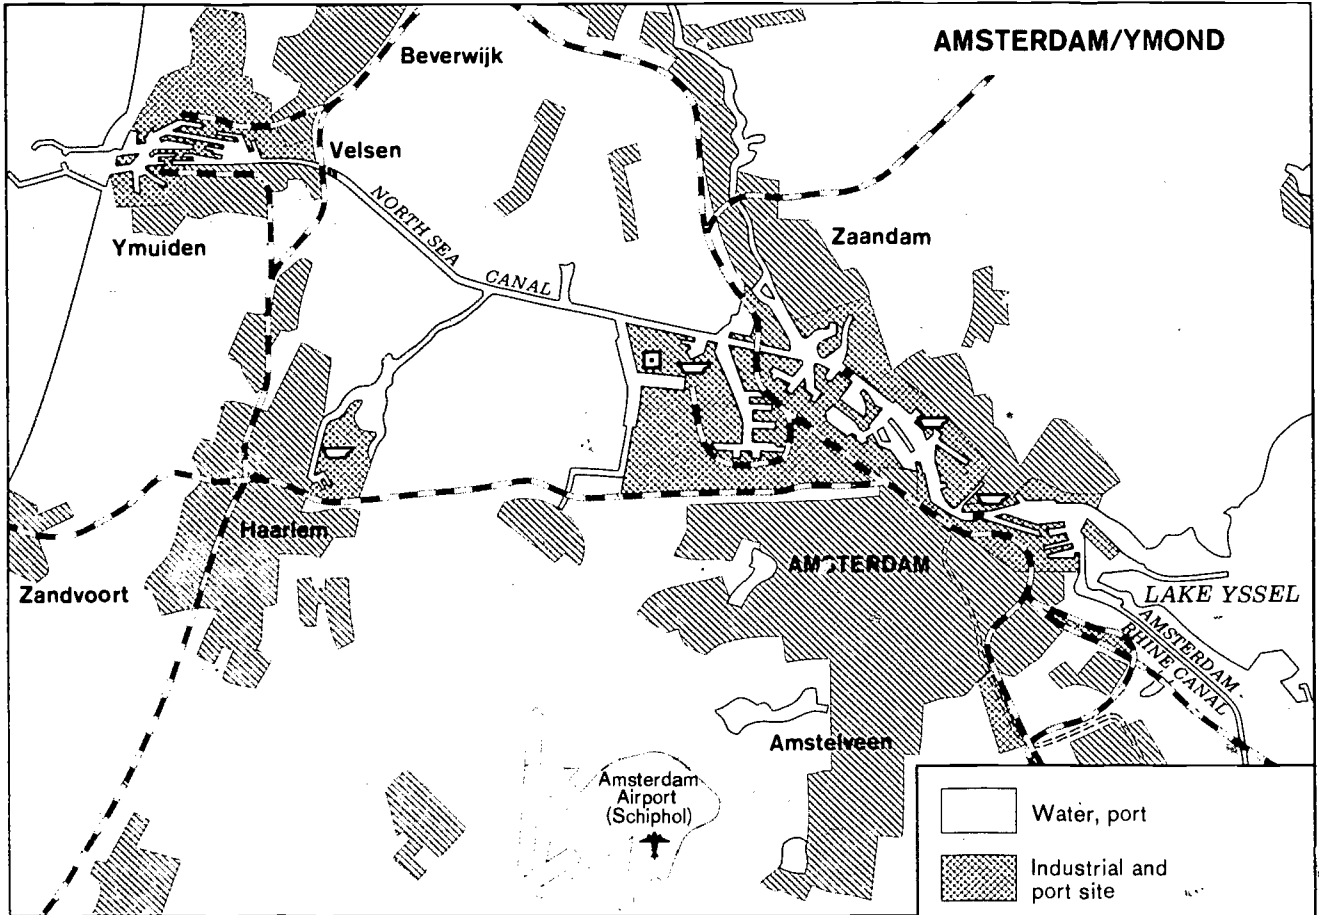 AMSTERDAM/YMOND
Beverwijk
Velsen
NORTH SEA
CANAL
Ymuiden
Zaandam
Haarlem
Zandvoort
AMSTERDAM
LAKE YSSEL
AMSTERDAM -
RHINE CANAL
Amstelveen
Amsterdam
Airport
(Schiphol)
Water, port
Industrial and
port site